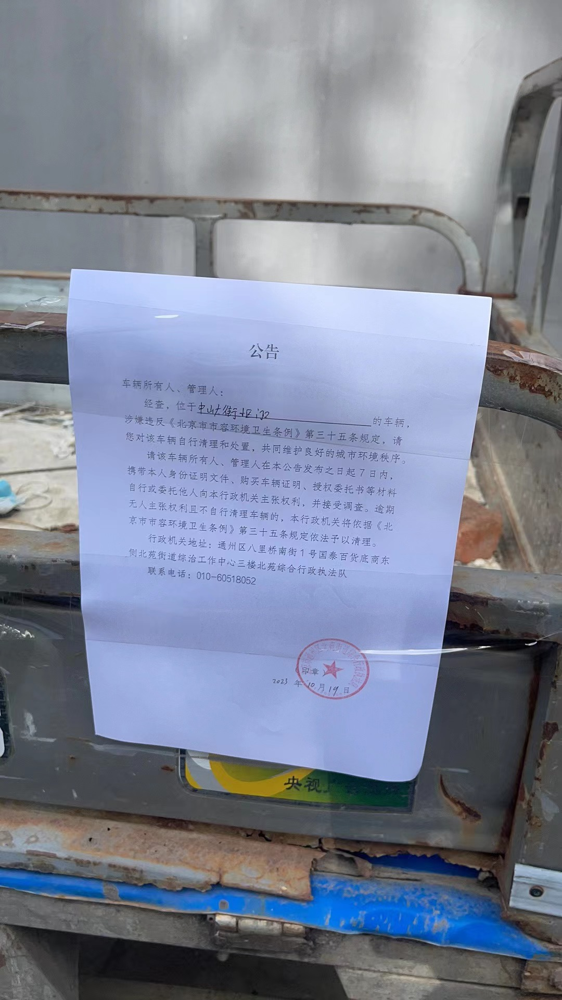 公告
车辆所有人、管理人：
经查，位于中山大街 的车辆，
涉嫌违反《北京市市容环境卫生条例》第三十五条规定，请
您对该车辆自行清理和处置，共同维护良好的城市环境秩序。
请该车辆所有人、管理人在本公告发布之日起7日内，
携带本人身份证明文件、购买车辆证明、授权委托书等材料
自行或委托他人向本行政机关主张权利，并接受调查。逾期
无人主张权利且不自行清理车辆的，本行政机关将依据《北
京市市容环境卫生条例》第三十五条规定依法予以清理。
行政机关地址：通州区八里桥南街1号国泰百货底商东
侧北苑街道综治工作中心三楼北苑综合行政执法队
联系电话：010-60518052
（印章）
2023 年 10 月 19 日
央视